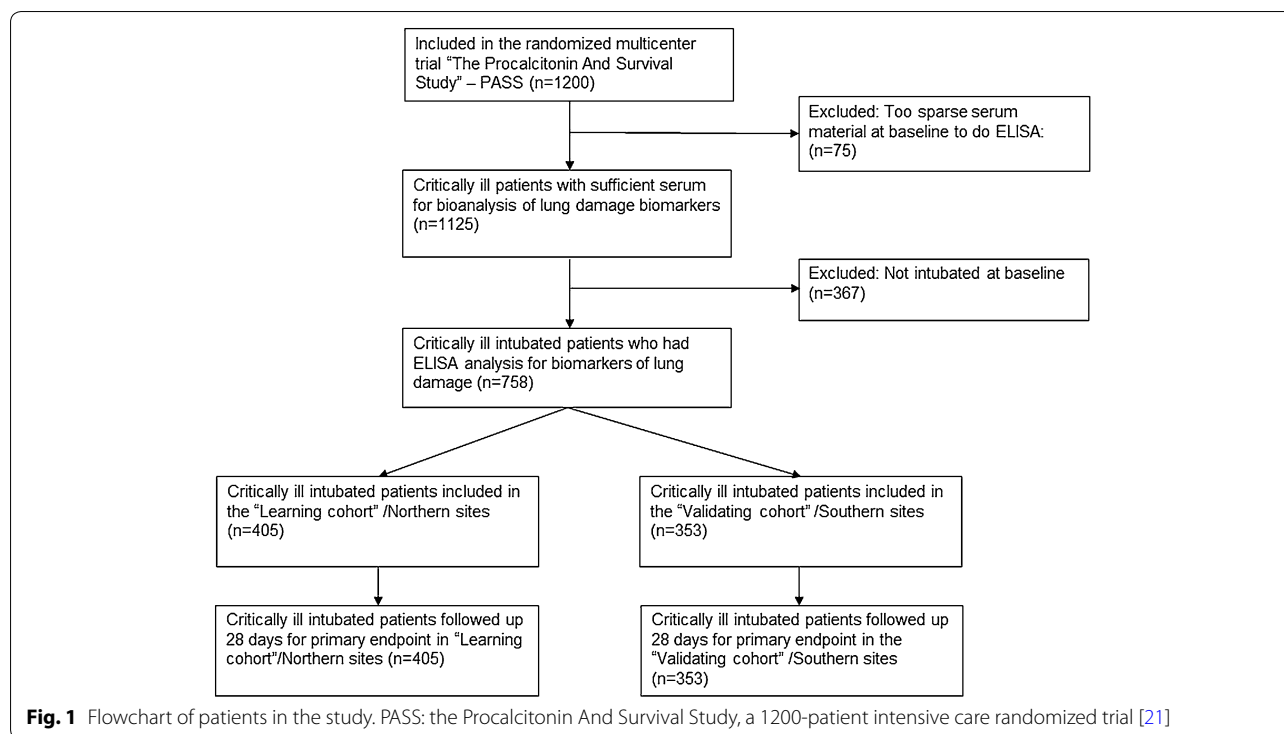 Included in the randomized multicenter
trial “The Procalcitonin And Survival
Study” – PASS (n=1200)
Excluded: Too sparse serum
material at baseline to do ELISA:
(n=75)
Critically ill patients with sufficient serum
for bioanalysis of lung damage biomarkers
(n=1125)
Excluded: Not intubated at baseline
(n=367)
Critically ill intubated patients who had
ELISA analysis for biomarkers of lung
damage (n=758)
Critically ill intubated patients included in
the “Learning cohort” /Northern sites
(n=405)
Critically ill intubated patients included in
the “Validating cohort” /Southern sites
(n=353)
Critically ill intubated patients followed up
28 days for primary endpoint in “Learning
cohort”/Northern sites (n=405)
Critically ill intubated patients followed up
28 days for primary endpoint in the
“Validating cohort” /Southern sites
(n=353)
Fig. 1 Flowchart of patients in the study. PASS: the Procalcitonin And Survival Study, a 1200-patient intensive care randomized trial [21]